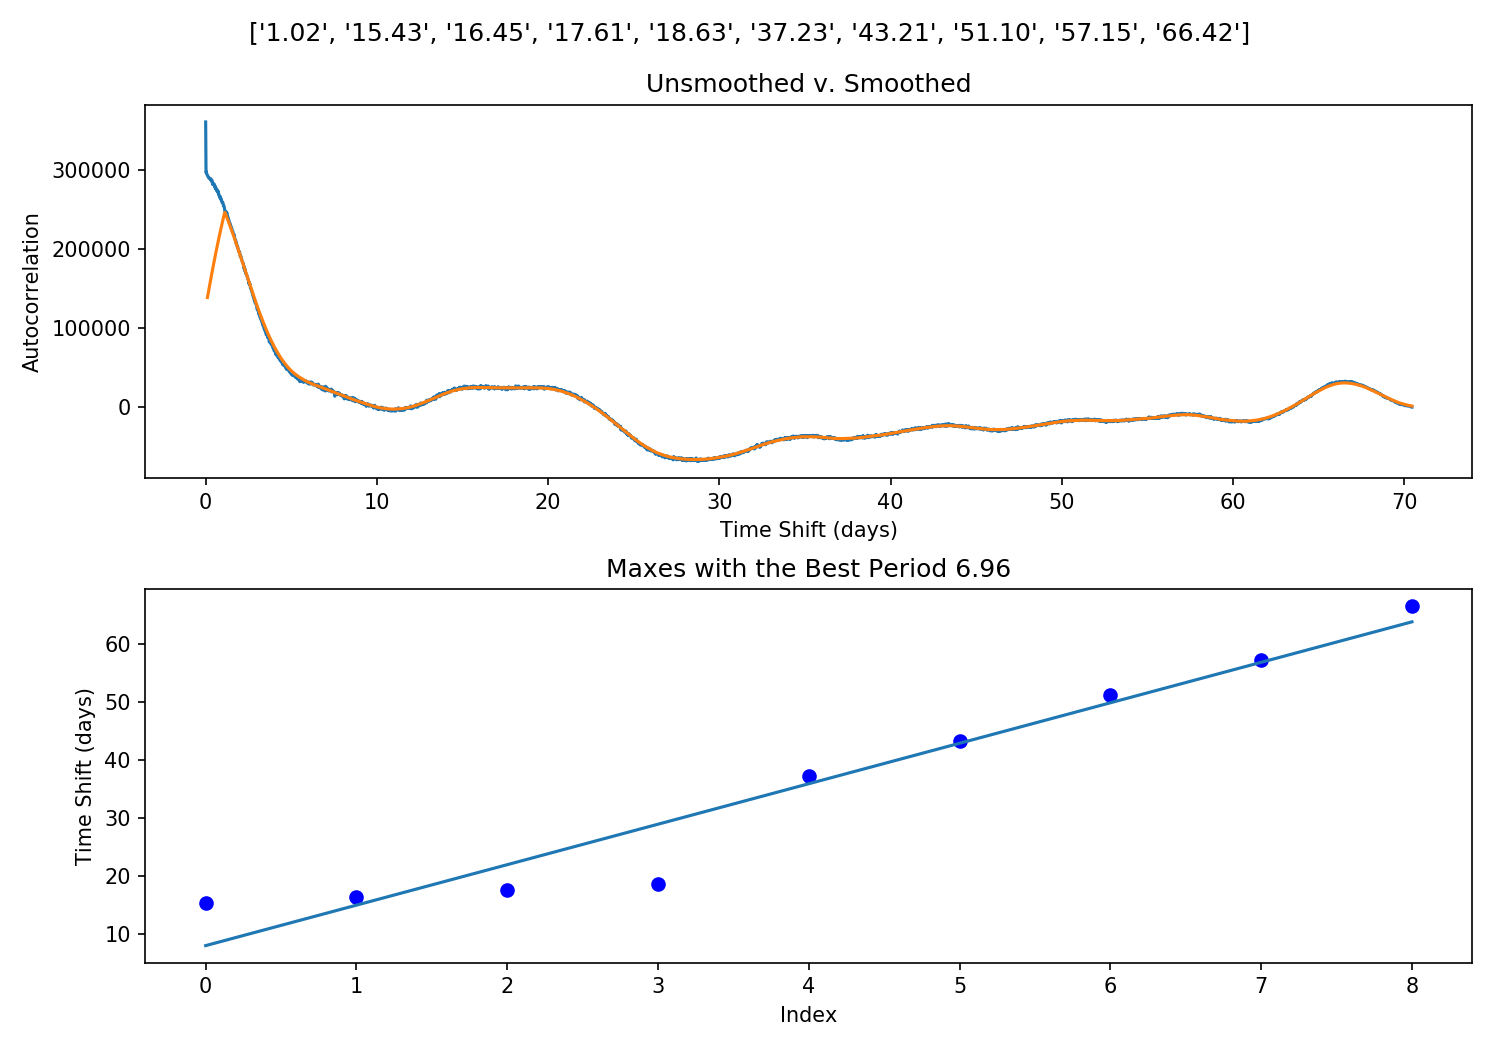 ['1.02', '15.43', '16.45', '17.61', '18.63', '37.23', '43.21', '51.10', '57.15', '66.42']
Unsmoothed v. Smoothed
Autocorrelation
300000
200000
100000
0
0 10 20 30 40 50 60 70
Time Shift (days)
Maxes with the Best Period 6.96
Time Shift (days)
60
50
40
30
20
10
0 1 2 3 4 5 6 7 8
Index